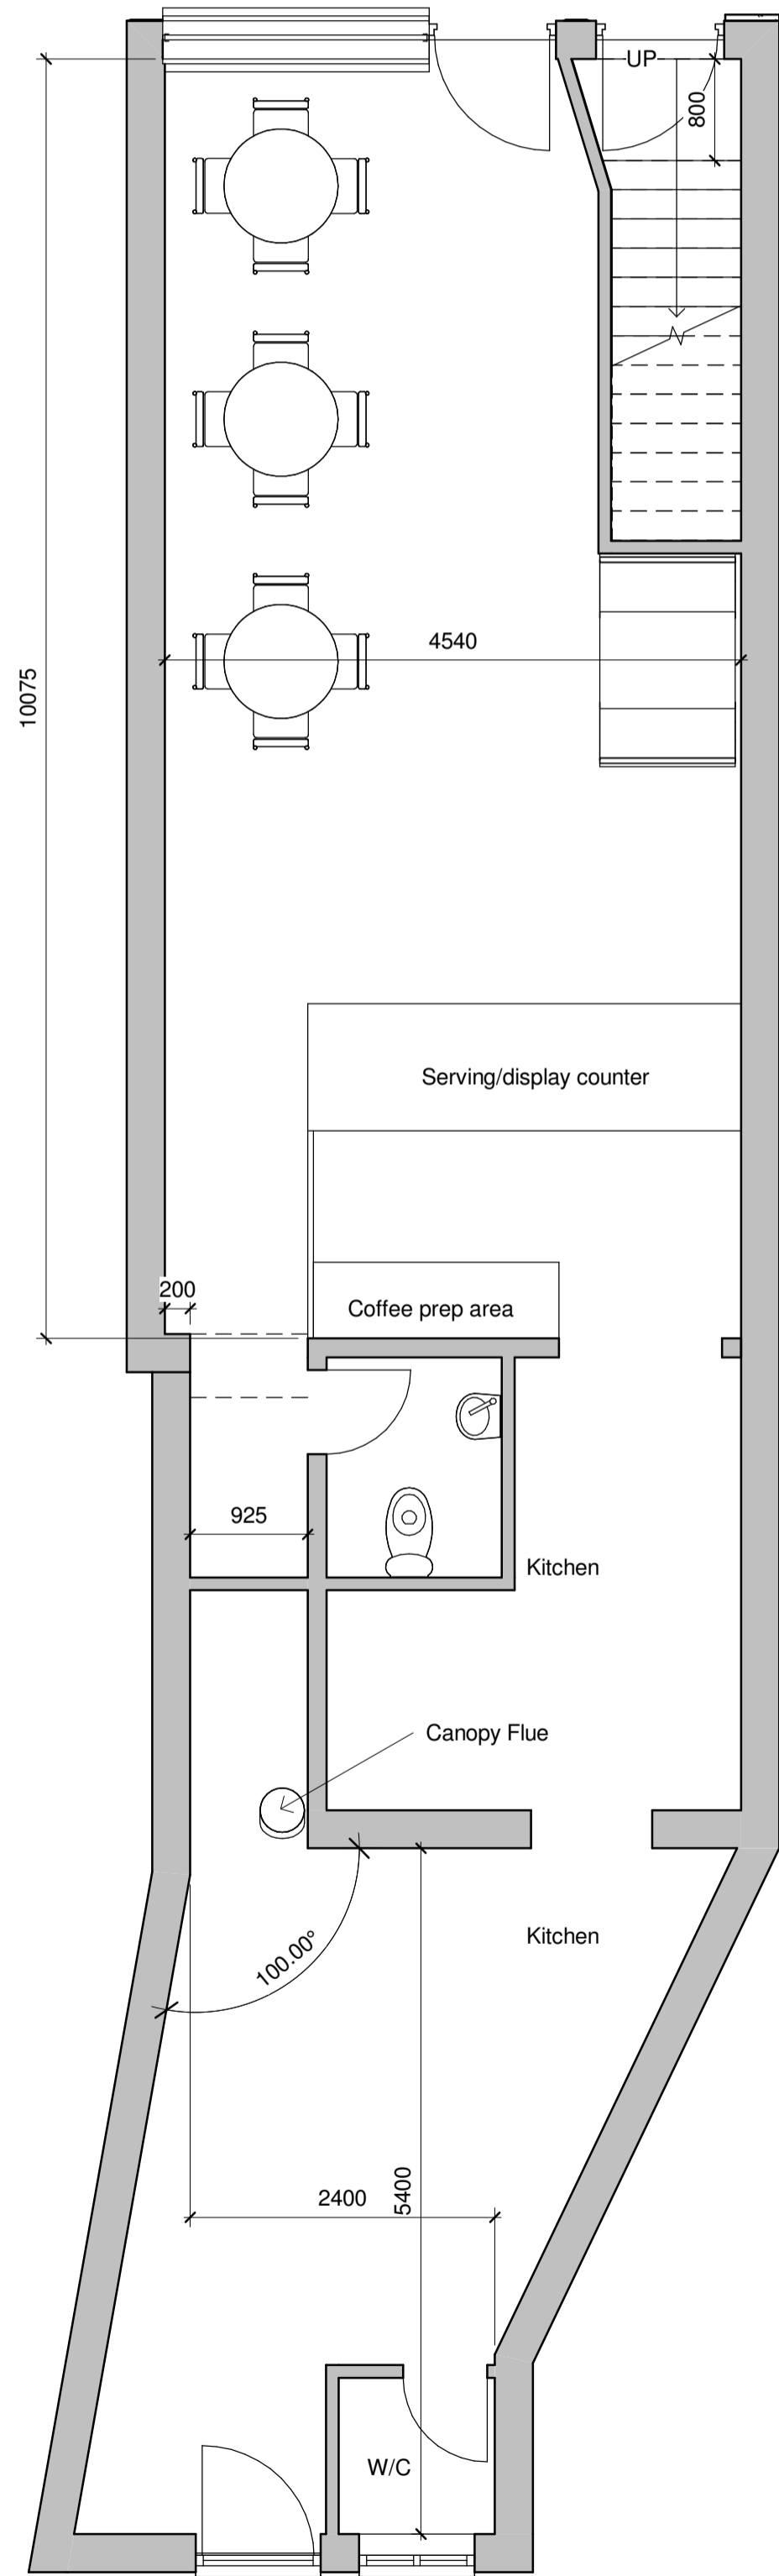 UP
800
10075
4540
Serving/display counter
200
Coffee prep area
925
Kitchen
Canopy Flue
Kitchen
100.00°
2400
5400
W/C